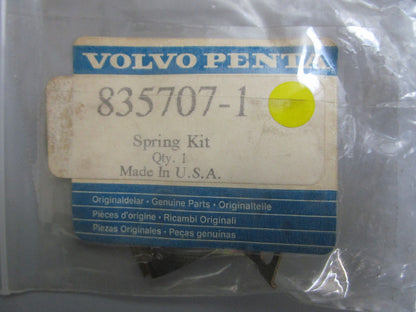 VOLVO PENTA
835707-1
Spring Kit
Qty. 1
Made In U.S.A.
Originaldelar · Genuine Parts · Originalteile
Pièces d'origine · Ricambi Originali
Piezas Originales · Peças genuinas